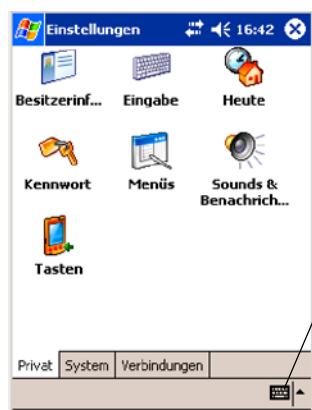 Einstellungen 16:42
Besitzerinf... Eingabe Heute
Kennwort Menüs Sounds &
Benachrich...
Tasten
Privat System Verbindungen